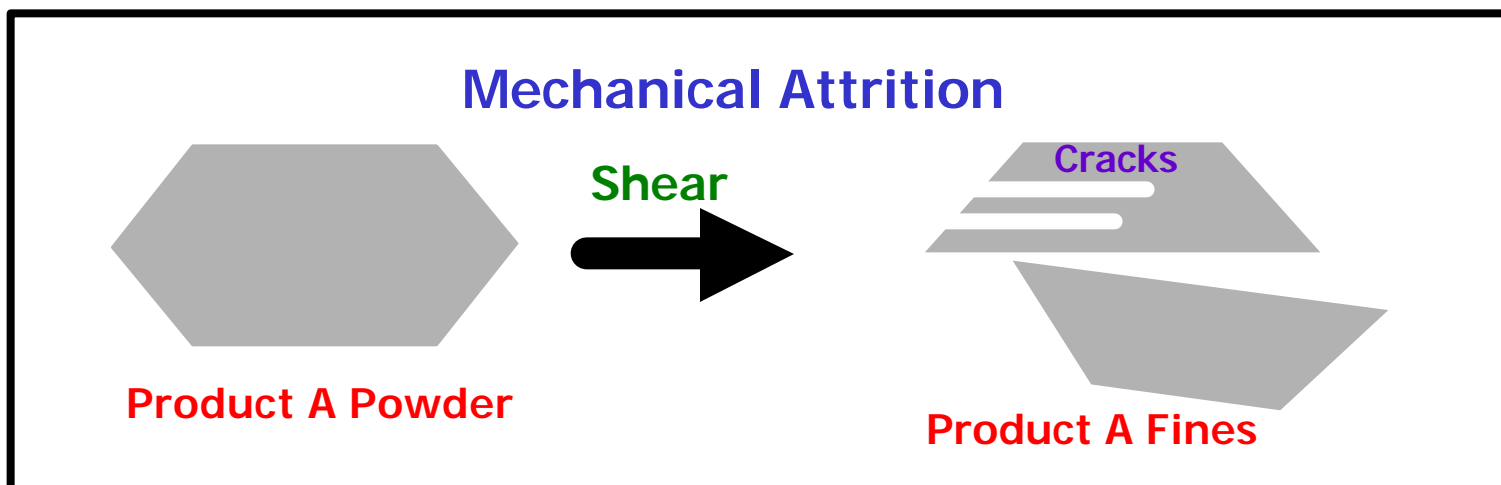 Mechanical Attrition
Shear
Cracks
Product A Powder
Product A Fines